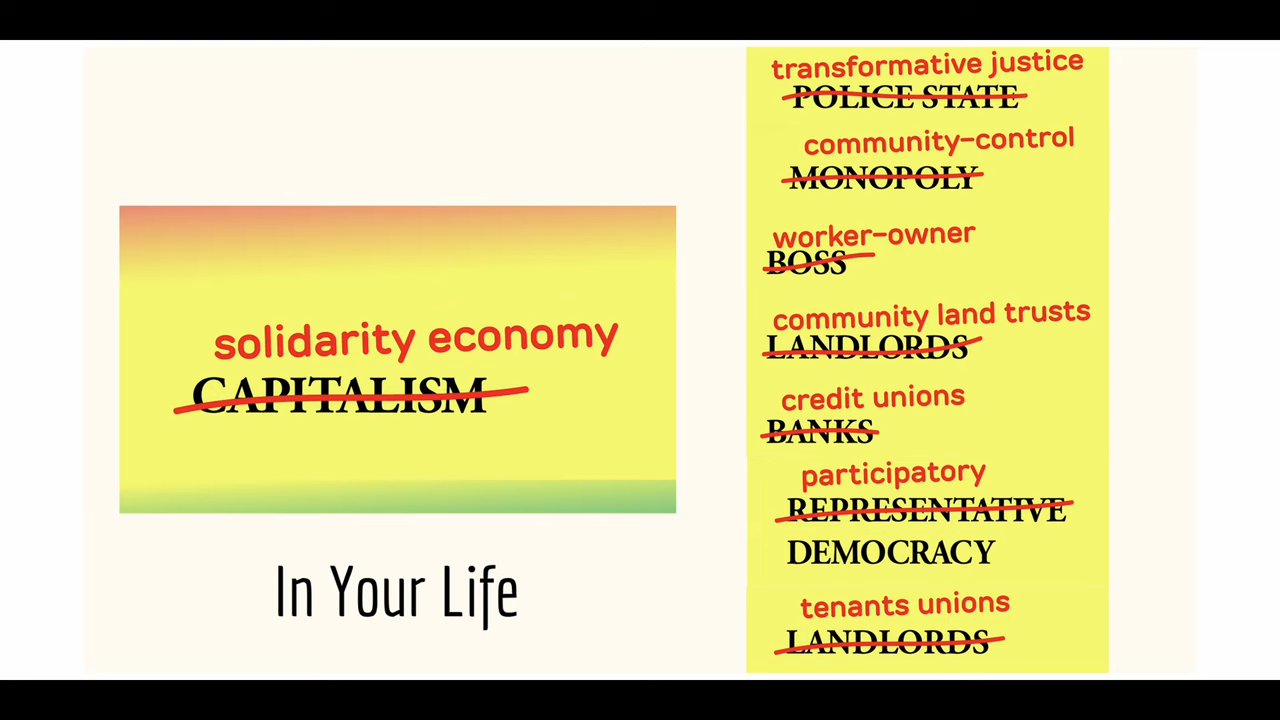 solidarity economy
CAPITALISM
In Your Life
transformative justice
POLICE STATE
community-control
MONOPOLY
worker-owner
BOSS
community land trusts
LANDLORDS
credit unions
BANKS
participatory
REPRESENTATIVE
DEMOCRACY
tenants unions
LANDLORDS